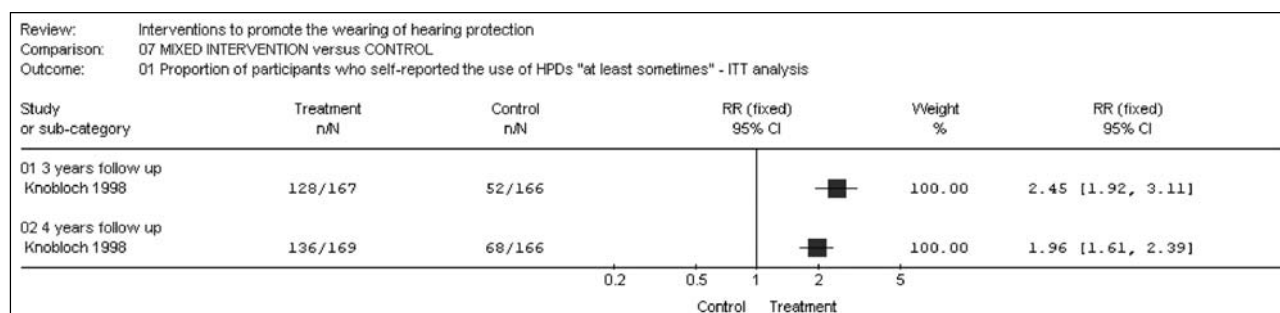 Review: Interventions to promote the wearing of hearing protection
Comparison: 07 MIXED INTERVENTION versus CONTROL
Outcome: 01 Proportion of participants who self-reported the use of HPDs "at least sometimes" - ITT analysis
Study Treatment Control RR (fixed) Weight RR (fixed)
or sub-category n/N n/N 95% CI % 95% CI
01 3 years follow up
Knobloch 1998 128/167 52/166 100.00 2.45 [1.92, 3.11]
02 4 years follow up
Knobloch 1998 136/169 68/166 100.00 1.96 [1.61, 2.39]
0.2 0.5 1 2 5
Control Treatment